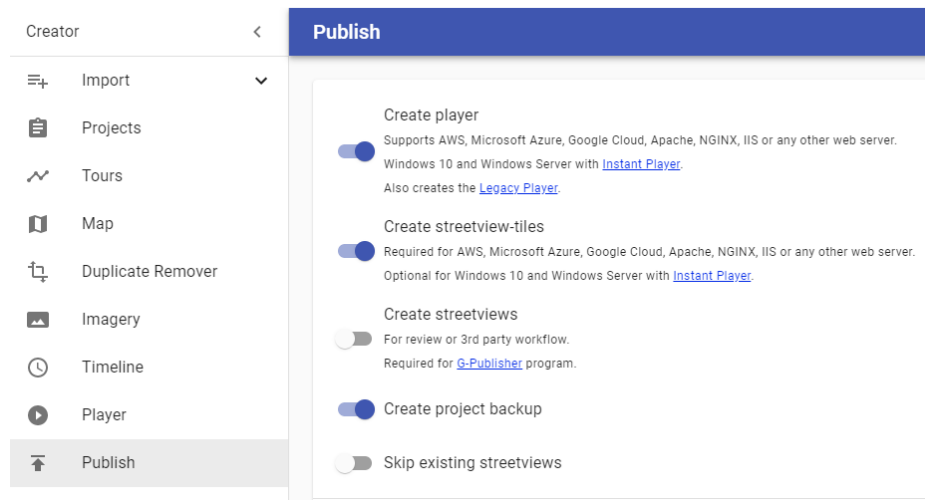 Creator
Import
Projects
Tours
Map
Duplicate Remover
Imagery
Timeline
Player
Publish
Publish
Create player
Supports AWS, Microsoft Azure, Google Cloud, Apache, NGINX, IIS or any other web server.
Windows 10 and Windows Server with Instant Player.
Also creates the Legacy Player.
Create streetview-tiles
Required for AWS, Microsoft Azure, Google Cloud, Apache, NGINX, IIS or any other web server.
Optional for Windows 10 and Windows Server with Instant Player.
Create streetviews
For review or 3rd party workflow.
Required for G-Publisher program.
Create project backup
Skip existing streetviews